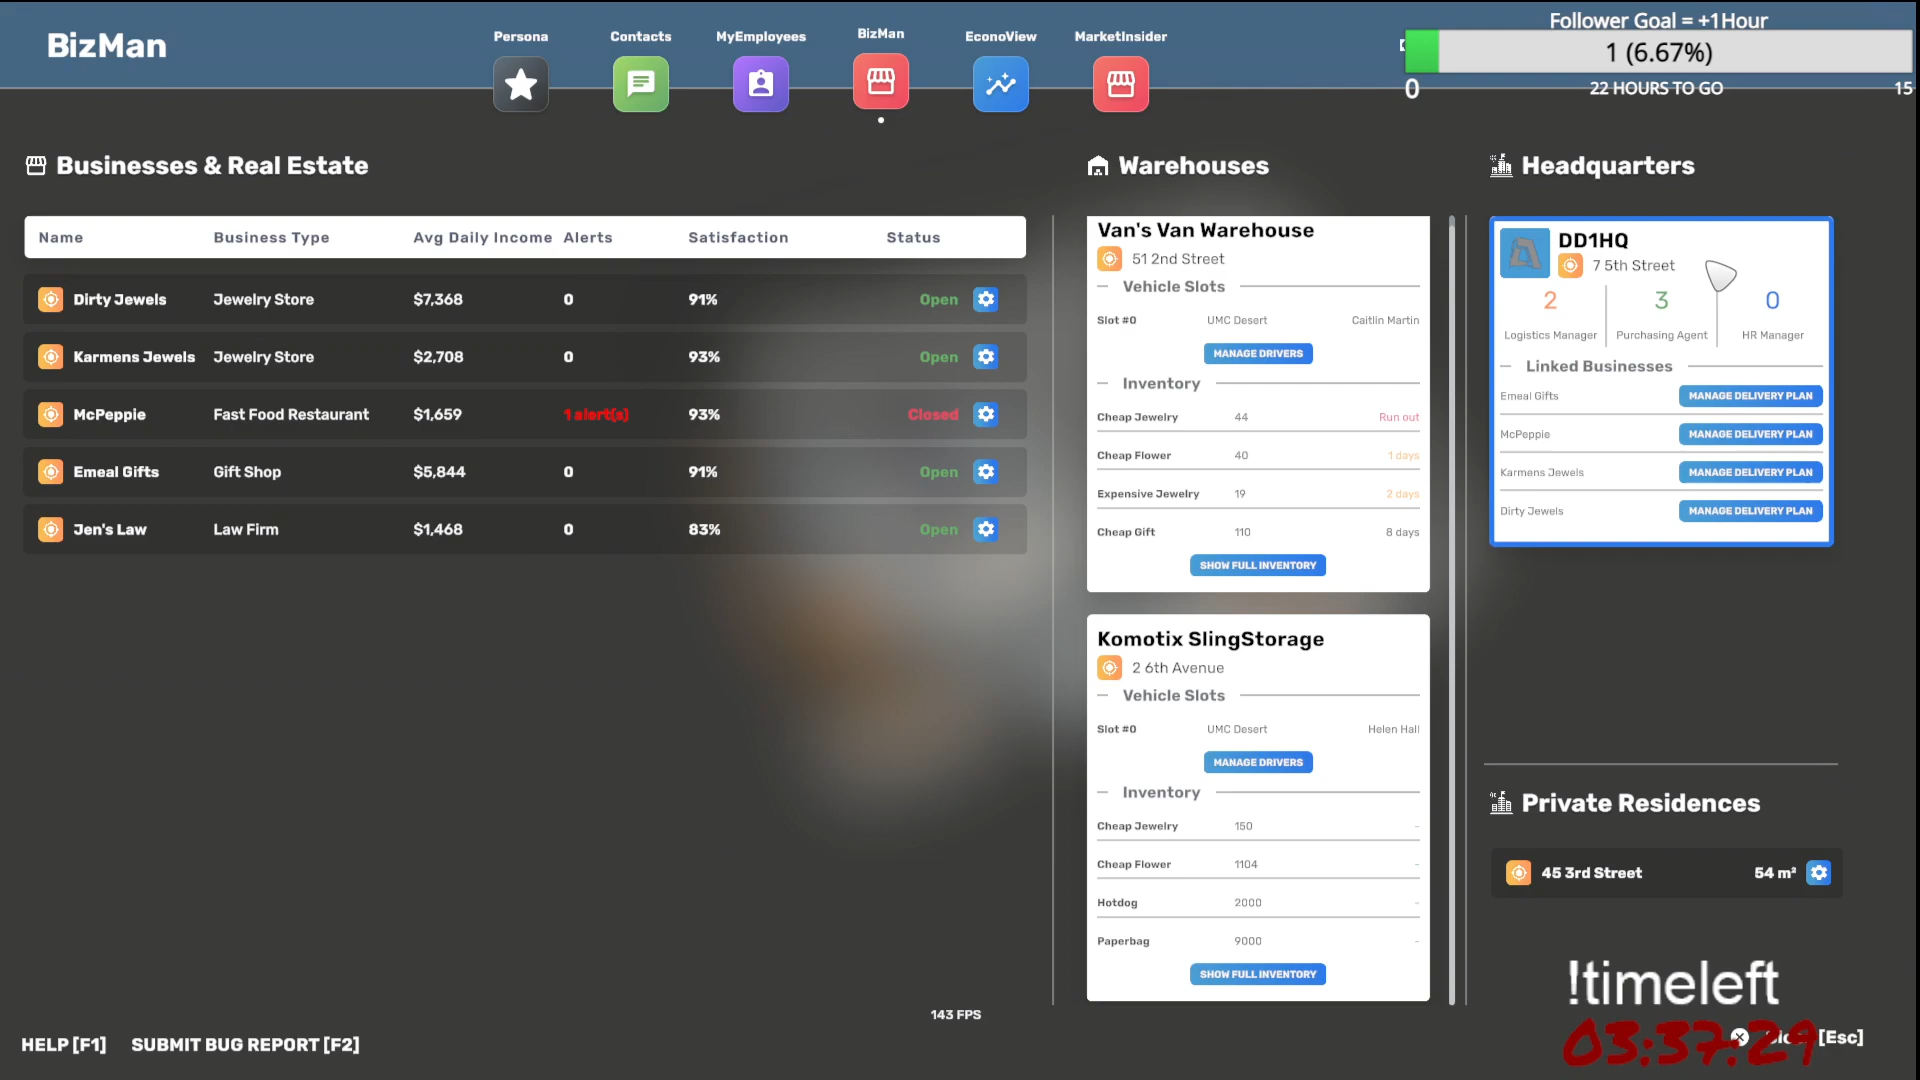 BizMan
Persona
Contacts
MyEmployees
BizMan
EconoView
MarketInsider
Follower Goal = +1Hour
1 (6.67%)
0
22 HOURS TO GO
15
Businesses & Real Estate
Name Business Type Avg Daily Income Alerts Satisfaction Status
Dirty Jewels Jewelry Store $7,368 0 91% Open
Karmens Jewels Jewelry Store $2,708 0 93% Open
McPeppie Fast Food Restaurant $1,659 1 alert(s) 93% Closed
Emeal Gifts Gift Shop $5,844 0 91% Open
Jen's Law Law Firm $1,468 0 83% Open
Warehouses
Van's Van Warehouse
51 2nd Street
Vehicle Slots
Slot #0 UMC Desert Caitlin Martin
MANAGE DRIVERS
Inventory
Cheap Jewelry 44 Run out
Cheap Flower 40 1 days
Expensive Jewelry 19 2 days
Cheap Gift 110 8 days
SHOW FULL INVENTORY
Komotix SlingStorage
2 6th Avenue
Vehicle Slots
Slot #0 UMC Desert Helen Hall
MANAGE DRIVERS
Inventory
Cheap Jewelry 150 -
Cheap Flower 1104 -
Hotdog 2000 -
Paperbag 9000 -
SHOW FULL INVENTORY
Headquarters
DD1HQ
7 5th Street
2 3 0
Logistics Manager Purchasing Agent HR Manager
Linked Businesses
Emeal Gifts MANAGE DELIVERY PLAN
McPeppie MANAGE DELIVERY PLAN
Karmens Jewels MANAGE DELIVERY PLAN
Dirty Jewels MANAGE DELIVERY PLAN
Private Residences
45 3rd Street 54 m²
!timeleft
03:37:29
[Esc]
143 FPS
HELP [F1] SUBMIT BUG REPORT [F2]